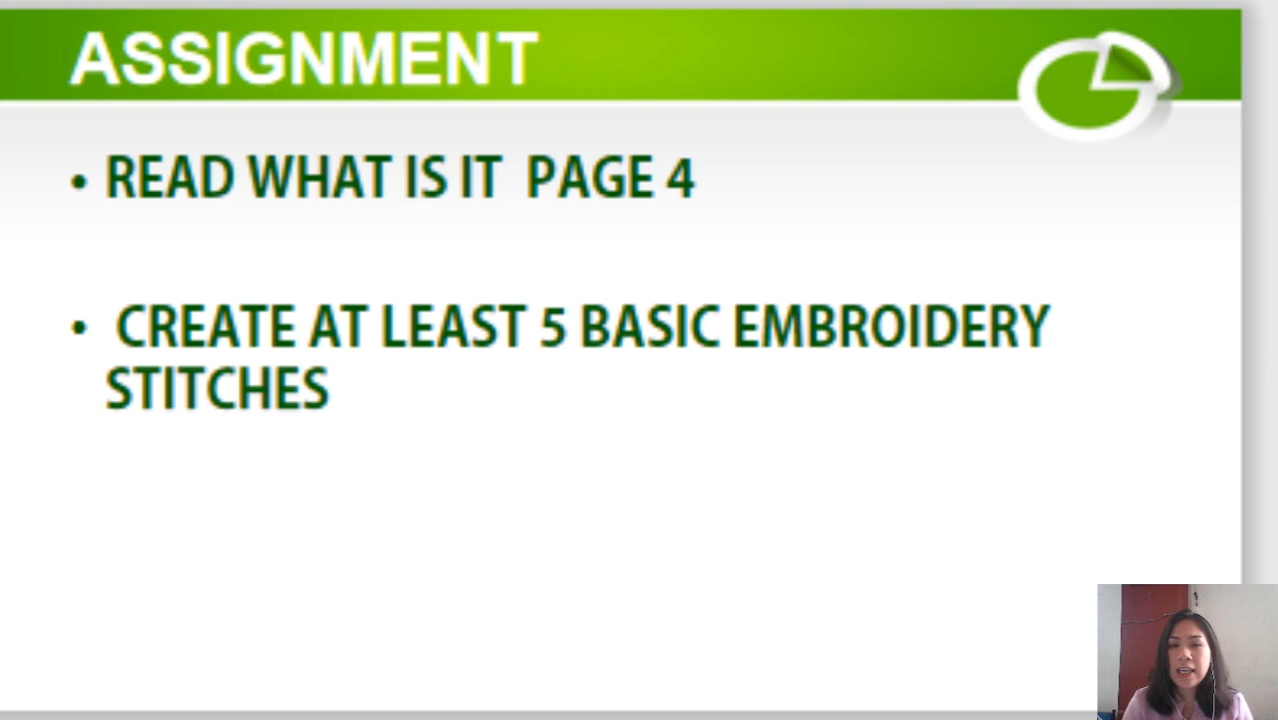 ASSIGNMENT
• READ WHAT IS IT PAGE 4
• CREATE AT LEAST 5 BASIC EMBROIDERY
STITCHES